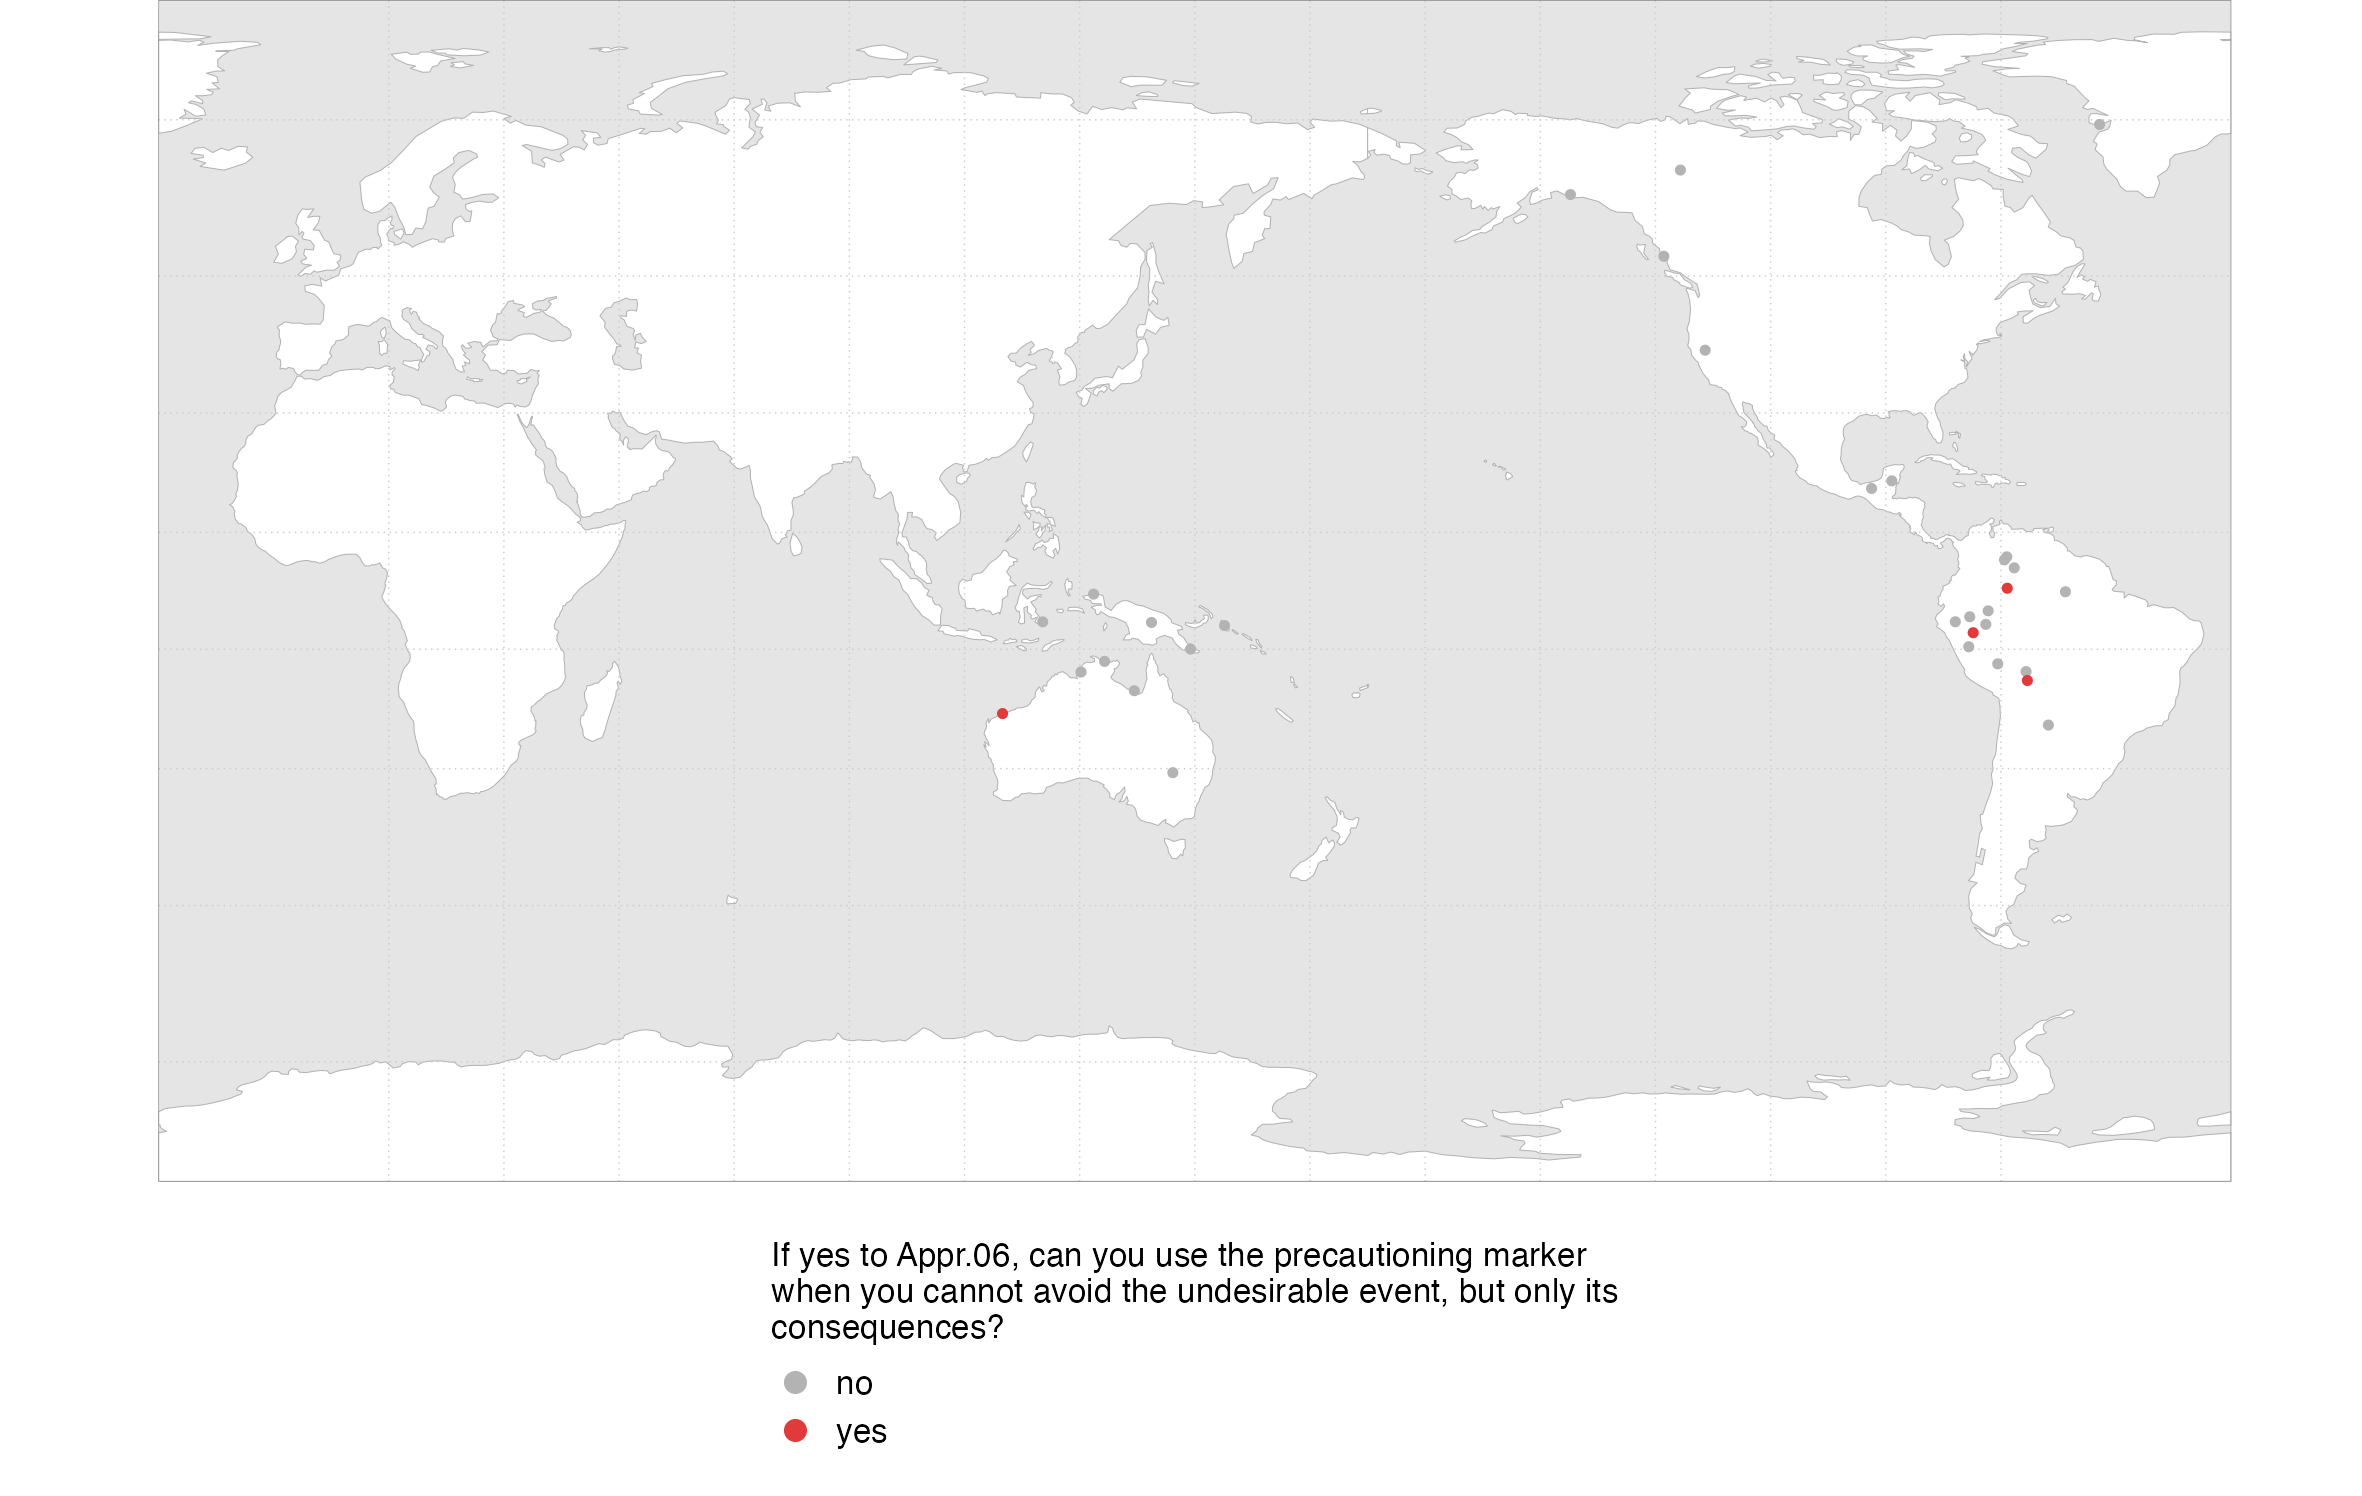 If yes to Appr.06, can you use the precautioning marker
when you cannot avoid the undesirable event, but only its
consequences?
no
yes